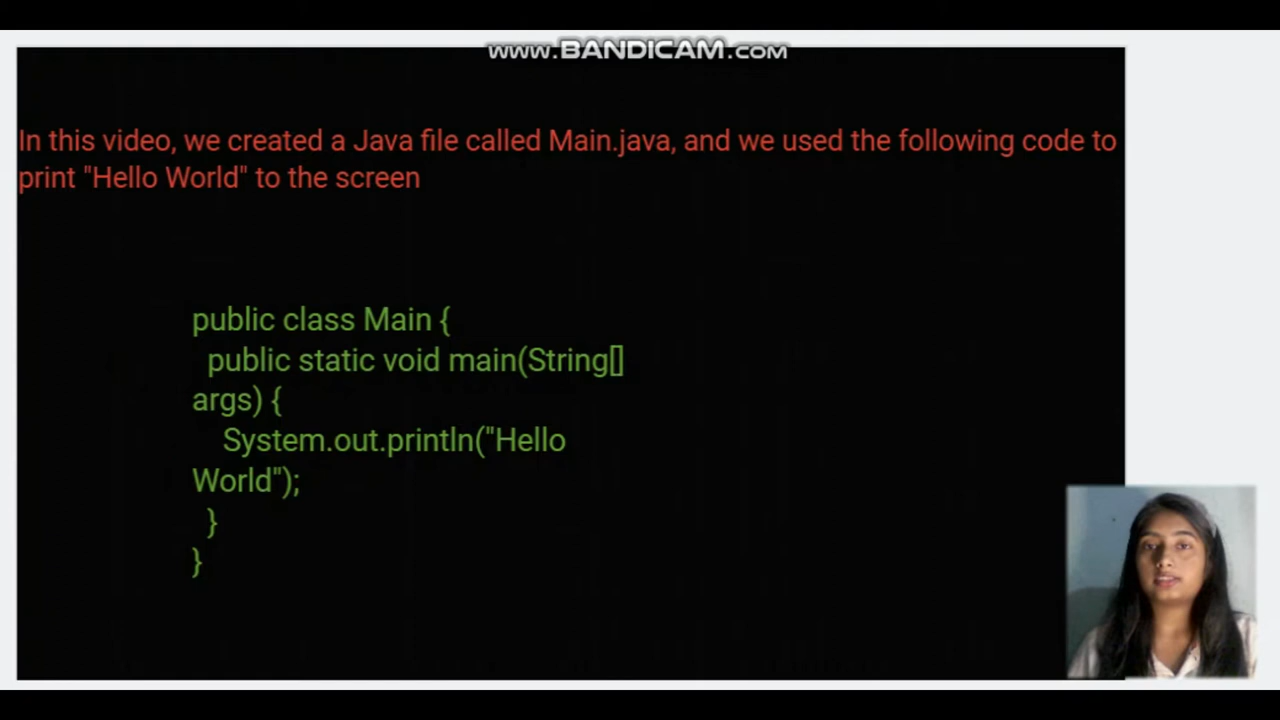 www.BANDICAM.com
In this video, we created a Java file called Main.java, and we used the following code to
print "Hello World" to the screen
public class Main {
public static void main(String[]
args) {
System.out.println("Hello
World");
}
}